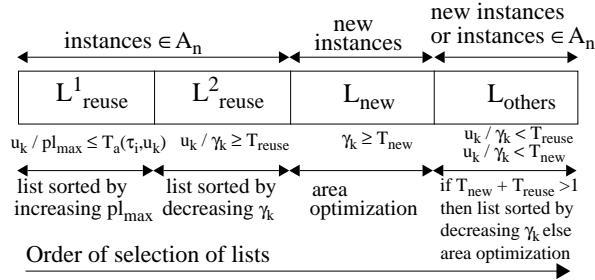 instances ∈ Aₙ
new instances
new instances or instances ∈ Aₙ
L¹reuse
L²reuse
Lnew
Lothers
uₖ / plmax ≤ Tₐ(τᵢ,uₖ)
uₖ / γₖ ≥ Treuse
γₖ ≥ Tnew
uₖ / γₖ < Treuse
uₖ / γₖ < Tnew
list sorted by
increasing plmax
list sorted by
decreasing γₖ
area
optimization
if Tnew + Treuse >1
then list sorted by
decreasing γₖ else
area optimization
Order of selection of lists